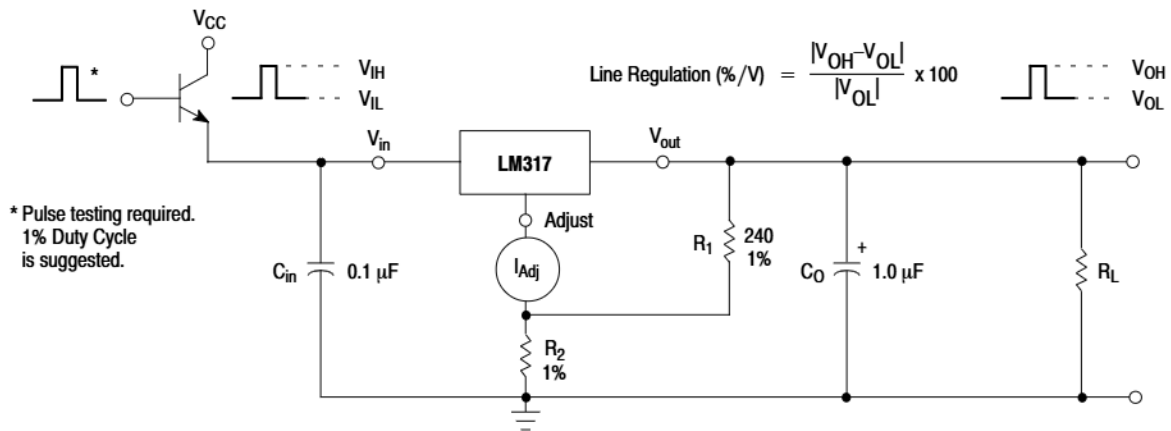 VCC
*
VIH
VIL
Line Regulation (%/V) = |VOH–VOL| / |VOL| x 100
VOH
VOL
Vin
LM317
Vout
* Pulse testing required.
1% Duty Cycle
is suggested.
Adjust
IAdj
Cin
0.1 µF
R1
240
1%
CO
+
1.0 µF
RL
R2
1%